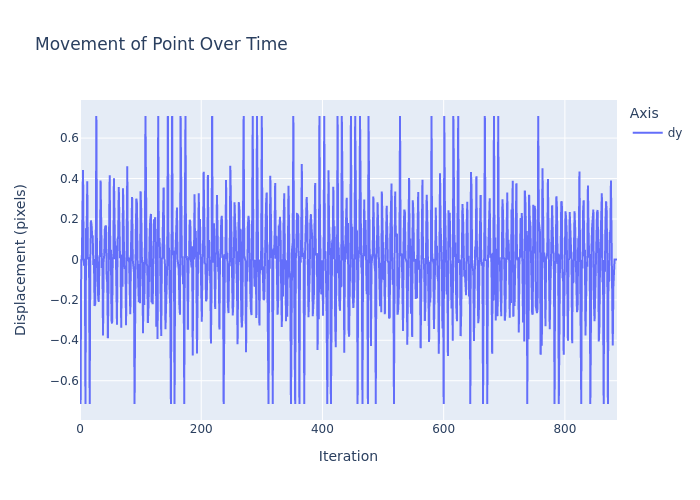 Movement of Point Over Time
Axis
dy
0.6
0.4
0.2
0
−0.2
−0.4
−0.6
Displacement (pixels)
0
200
400
600
800
Iteration